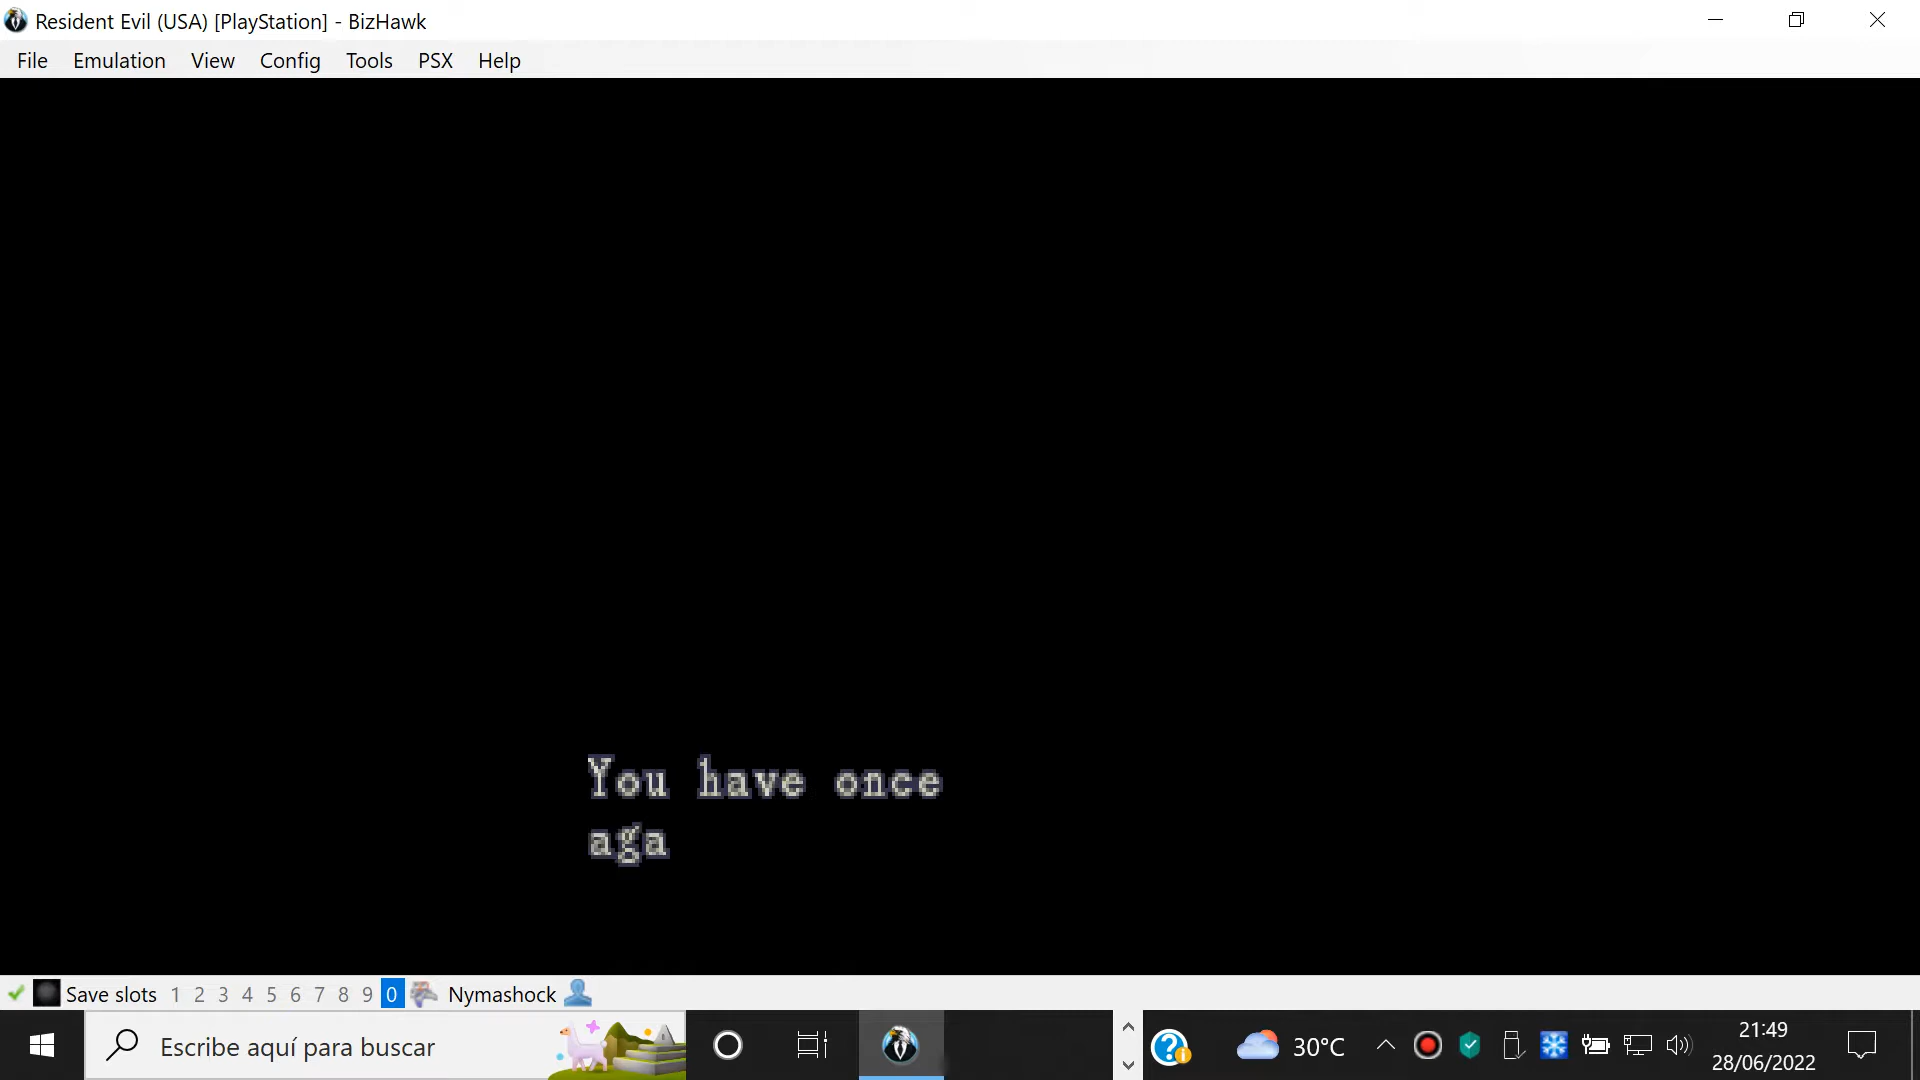 Resident Evil (USA) [PlayStation] - BizHawk
File Emulation View Config Tools PSX Help
You have once
aga
Save slots 1 2 3 4 5 6 7 8 9 0 Nymashock
Escribe aquí para buscar
30°C
21:49
28/06/2022